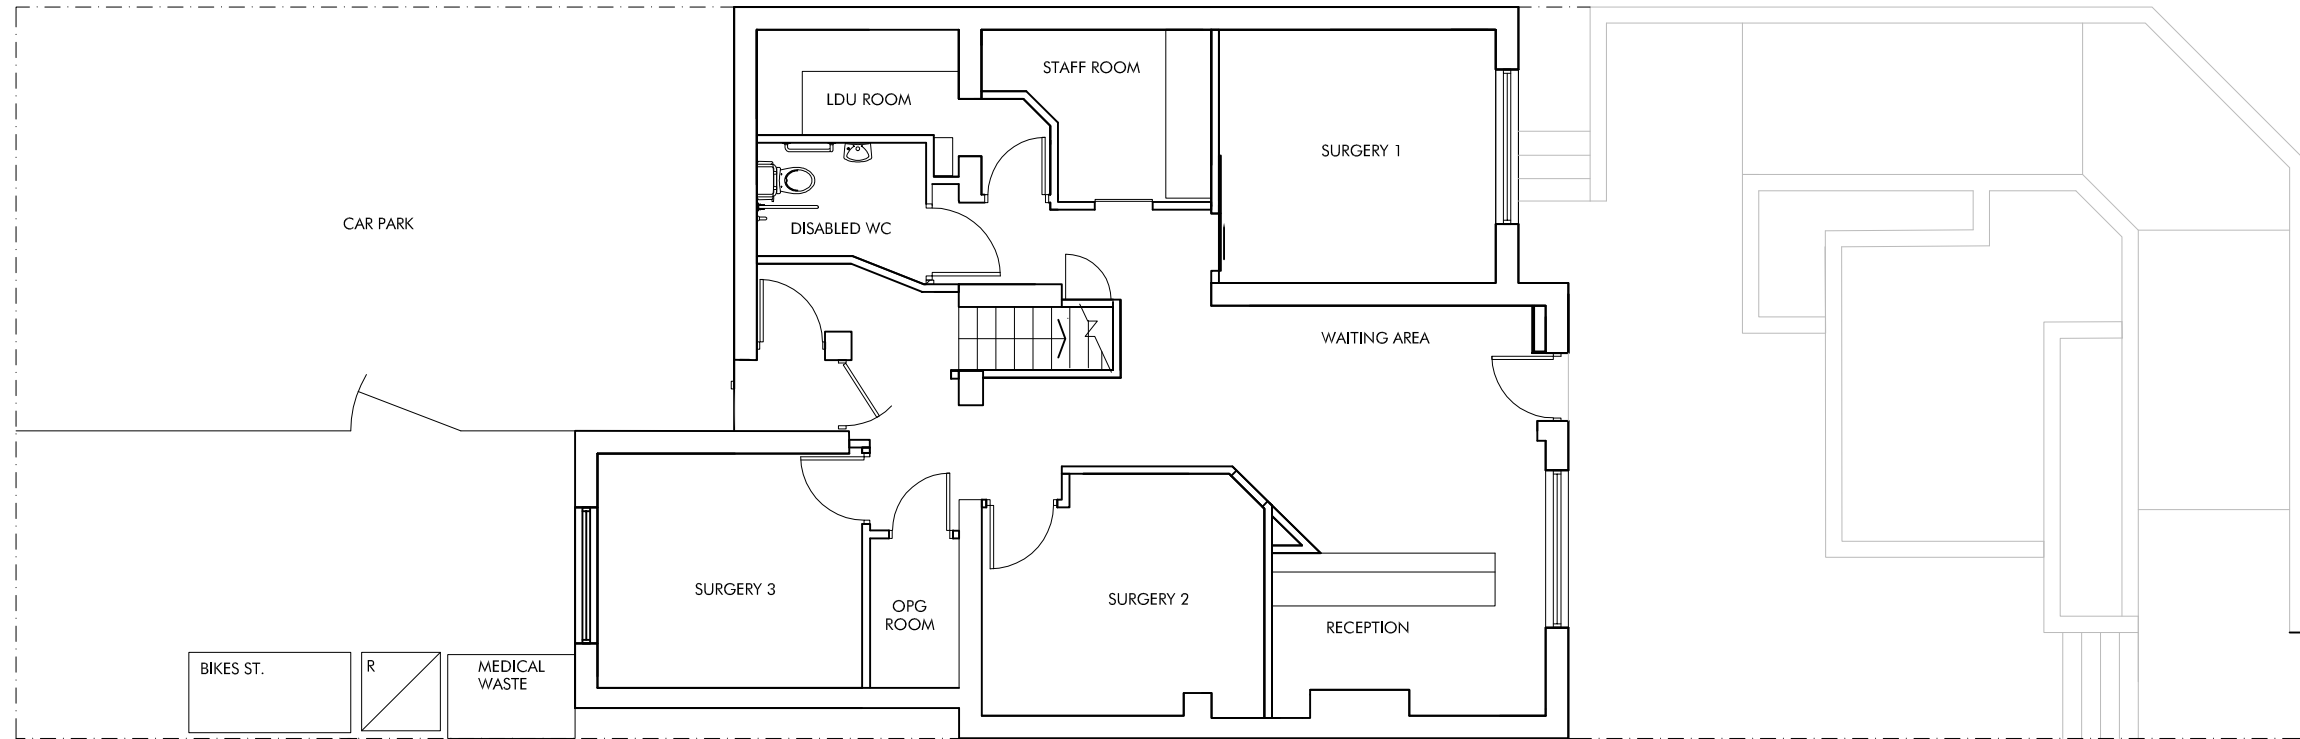 STAFF ROOM
LDU ROOM
SURGERY 1
CAR PARK
DISABLED WC
WAITING AREA
SURGERY 3
SURGERY 2
OPG
ROOM
RECEPTION
BIKES ST.
R
MEDICAL
WASTE